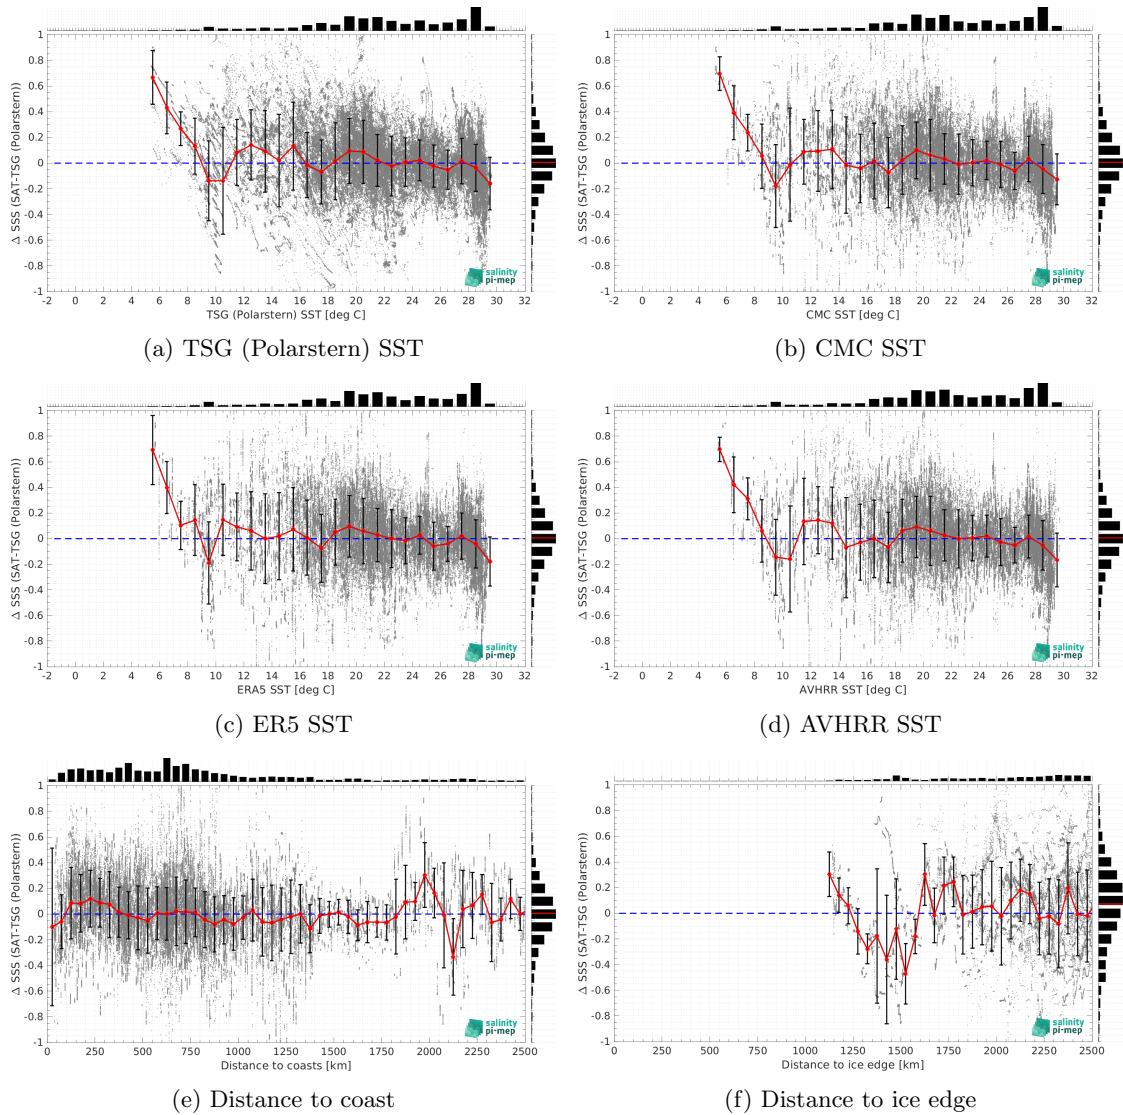 Δ SSS (SAT-TSG (Polarstern))
1
0.8
0.6
0.4
0.2
0
-0.2
-0.4
-0.6
-0.8
-1
-2 0 2 4 6 8 10 12 14 16 18 20 22 24 26 28 30 32
TSG (Polarstern) SST [deg C]
salinity
pi-mep
(a) TSG (Polarstern) SST
Δ SSS (SAT-TSG (Polarstern))
1
0.8
0.6
0.4
0.2
0
-0.2
-0.4
-0.6
-0.8
-1
-2 0 2 4 6 8 10 12 14 16 18 20 22 24 26 28 30 32
CMC SST [deg C]
salinity
pi-mep
(b) CMC SST
Δ SSS (SAT-TSG (Polarstern))
1
0.8
0.6
0.4
0.2
0
-0.2
-0.4
-0.6
-0.8
-1
-2 0 2 4 6 8 10 12 14 16 18 20 22 24 26 28 30 32
ERA5 SST [deg C]
salinity
pi-mep
(c) ER5 SST
Δ SSS (SAT-TSG (Polarstern))
1
0.8
0.6
0.4
0.2
0
-0.2
-0.4
-0.6
-0.8
-1
-2 0 2 4 6 8 10 12 14 16 18 20 22 24 26 28 30 32
AVHRR SST [deg C]
salinity
pi-mep
(d) AVHRR SST
Δ SSS (SAT-TSG (Polarstern))
1
0.8
0.6
0.4
0.2
0
-0.2
-0.4
-0.6
-0.8
-1
0 250 500 750 1000 1250 1500 1750 2000 2250 2500
Distance to coasts [km]
salinity
pi-mep
(e) Distance to coast
Δ SSS (SAT-TSG (Polarstern))
1
0.8
0.6
0.4
0.2
0
-0.2
-0.4
-0.6
-0.8
-1
0 250 500 750 1000 1250 1500 1750 2000 2250 2500
Distance to ice edge [km]
salinity
pi-mep
(f) Distance to ice edge